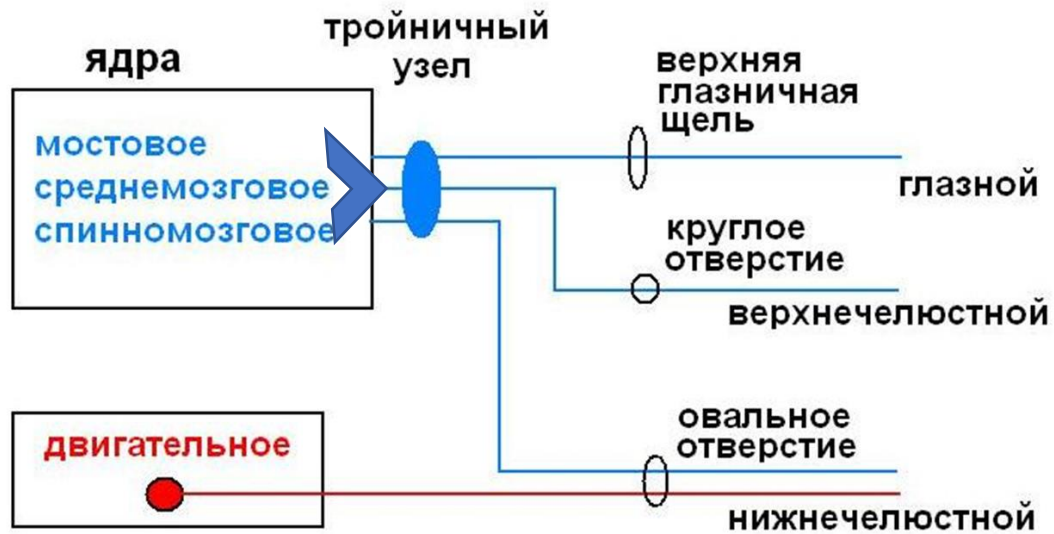 ядра
тройничный
узел
верхняя
глазничная
щель
мостовое
среднемозговое
спинномозговое
глазной
круглое
отверстие
верхнечелюстной
двигательное
овальное
отверстие
нижнечелюстной